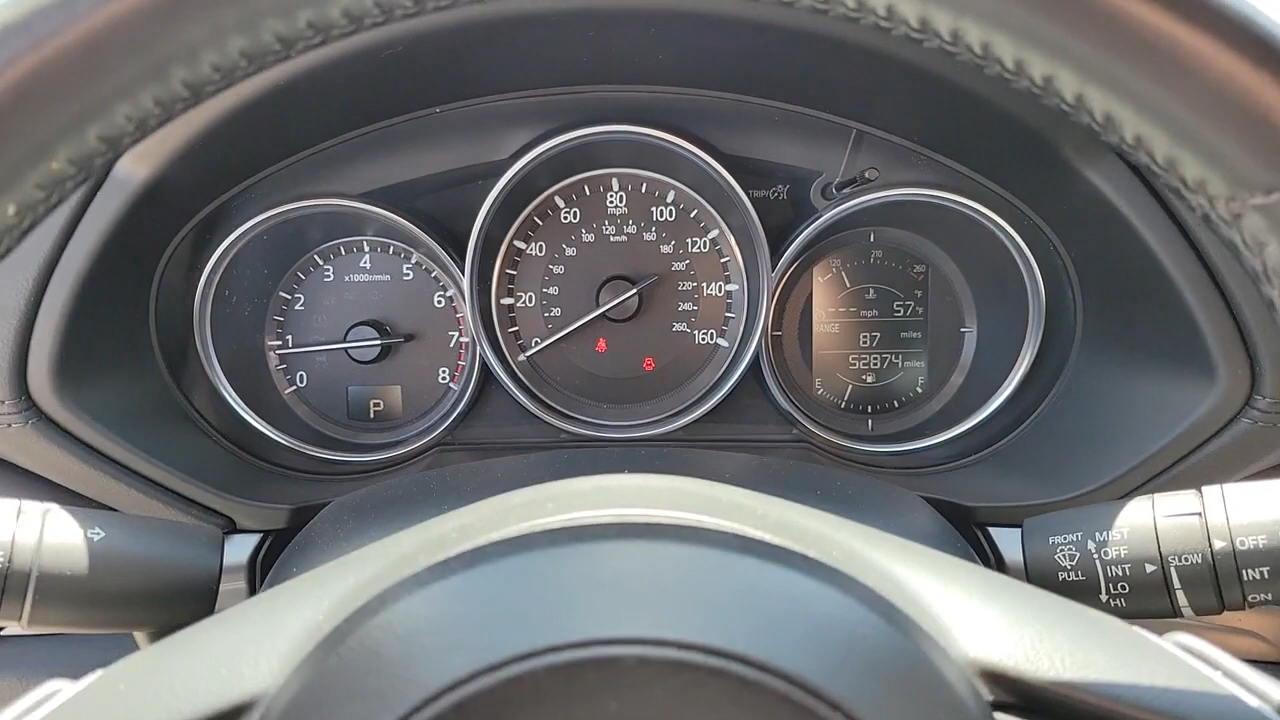 0
1
2
3
4
5
6
7
8
x1000r/min
P
0
20
40
60
80
100
120
140
160
mph
20
40
60
80
100
120
140
160
180
200
220
240
260
km/h
TRIP/
120
210
260
°F
---- mph 57°F
RANGE
87 miles
52874 miles
E F
FRONT
PULL
MIST
OFF
INT
LO
HI
SLOW
OFF
INT
ON